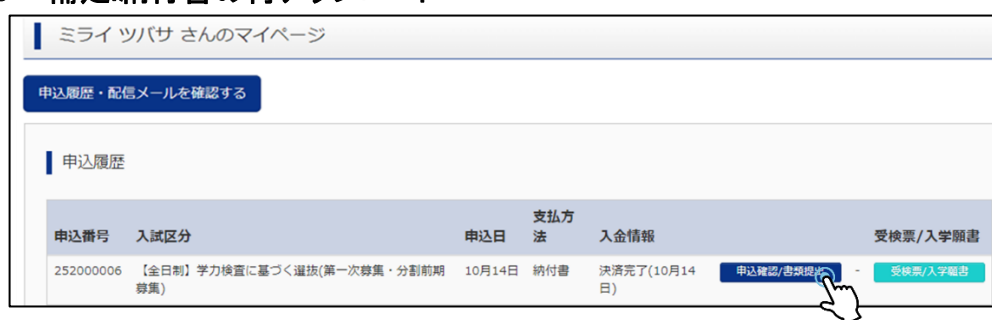 ミライ ツバサ さんのマイページ
申込履歴・配信メールを確認する
申込履歴
支払方
申込番号 入試区分 申込日 法 入金情報 受検票/入学願書
252000006 【全日制】学力検査に基づく選抜(第一次募集・分割前期 10月14日 納付書 決済完了(10月14 申込確認/書類提出 - 受検票/入学願書
募集) 日)